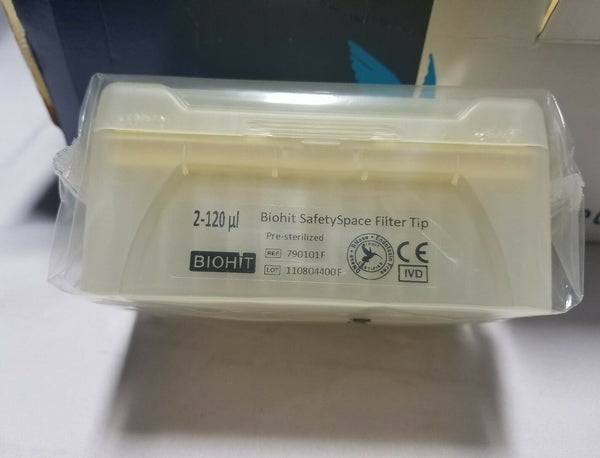 2-120 µl Biohit SafetySpace Filter Tip
Pre-sterilized
BIOHIT REF 790101F
LOT 110804400F
CE
IVD